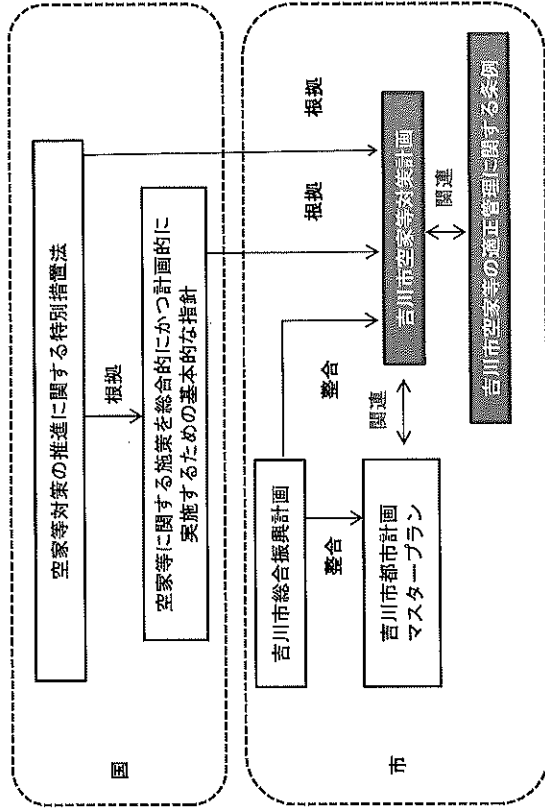 国
空家等対策の推進に関する特別措置法
根拠
空家等に関する施策を総合的にかつ計画的に
実施するための基本的な指針
根拠
根拠
市
吉川市総合振興計画
整合
整合
吉川市都市計画
マスタープラン
関連
吉川市空家等対策計画
関連
吉川市空家等の適正管理に関する条例